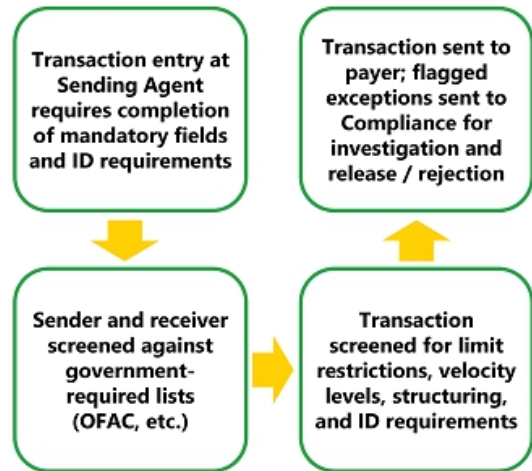 Transaction entry at
Sending Agent
requires completion
of mandatory fields
and ID requirements
Sender and receiver
screened against
government-
required lists
(OFAC, etc.)
Transaction
screened for limit
restrictions, velocity
levels, structuring,
and ID requirements
Transaction sent to
payer; flagged
exceptions sent to
Compliance for
investigation and
release / rejection